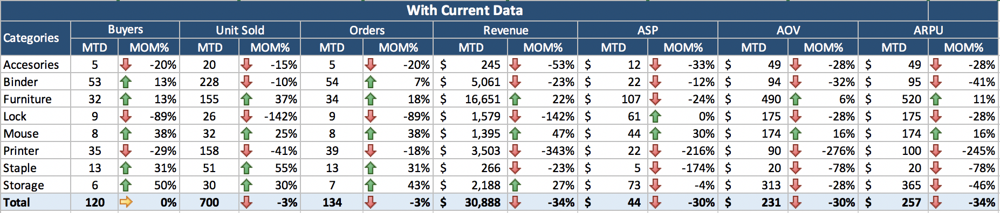 With Current Data
Categories Buyers Unit Sold Orders Revenue ASP AOV ARPU
MTD MOM% MTD MOM% MTD MOM% MTD MOM% MTD MOM% MTD MOM% MTD MOM%
Accesories 5 -20% 20 -15% 5 -20% $ 245 -53% $ 12 -33% $ 49 -28% $ 49 -28%
Binder 53 13% 228 -10% 54 7% $ 5,061 -23% $ 22 -12% $ 94 -32% $ 95 -41%
Furniture 32 13% 155 37% 34 18% $ 16,651 22% $ 107 -24% $ 490 6% $ 520 11%
Lock 9 -89% 26 -142% 9 -89% $ 1,579 -142% $ 61 0% $ 175 -28% $ 175 -28%
Mouse 8 38% 32 25% 8 38% $ 1,395 47% $ 44 30% $ 174 16% $ 174 16%
Printer 35 -29% 158 -41% 39 -18% $ 3,503 -343% $ 22 -216% $ 90 -276% $ 100 -245%
Staple 13 31% 51 55% 13 31% $ 266 -23% $ 5 -174% $ 20 -78% $ 20 -78%
Storage 6 50% 30 30% 7 43% $ 2,188 27% $ 73 -4% $ 313 -28% $ 365 -46%
Total 120 0% 700 -3% 134 -3% $ 30,888 -34% $ 44 -30% $ 231 -30% $ 257 -34%